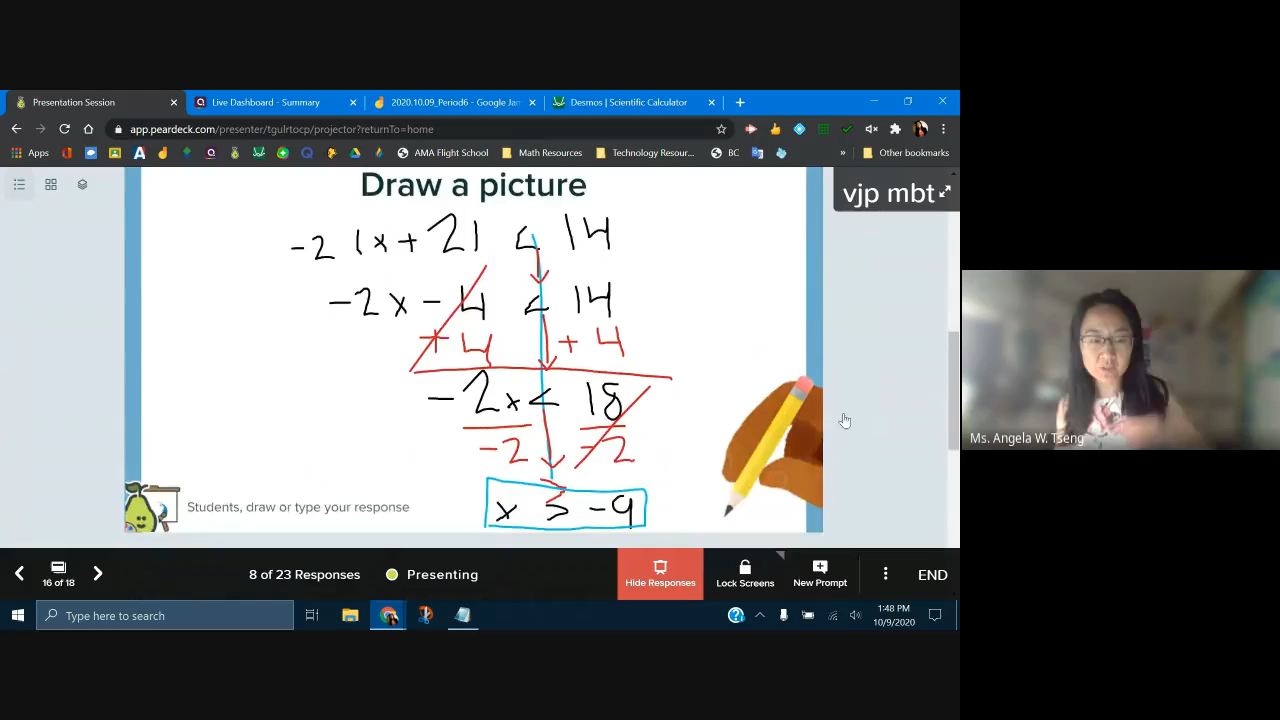 Presentation Session
Live Dashboard - Summary
2020.10.09_Period6 - Google Jan
Desmos | Scientific Calculator
app.peardeck.com/presenter/tgulrtocp/projector?returnTo=home
Apps
AMA Flight School
Math Resources
Technology Resour...
BC
»
Other bookmarks
Draw a picture
vjp mbt
-2 (x + 2) < 14
-2x - 4 < 14
+ 4 + 4
-2x < 18
-2 -2
x > -9
Students, draw or type your response
Ms. Angela W. Tseng
16 of 18
8 of 23 Responses
Presenting
Hide Responses
Lock Screens
New Prompt
END
Type here to search
1:48 PM
10/9/2020